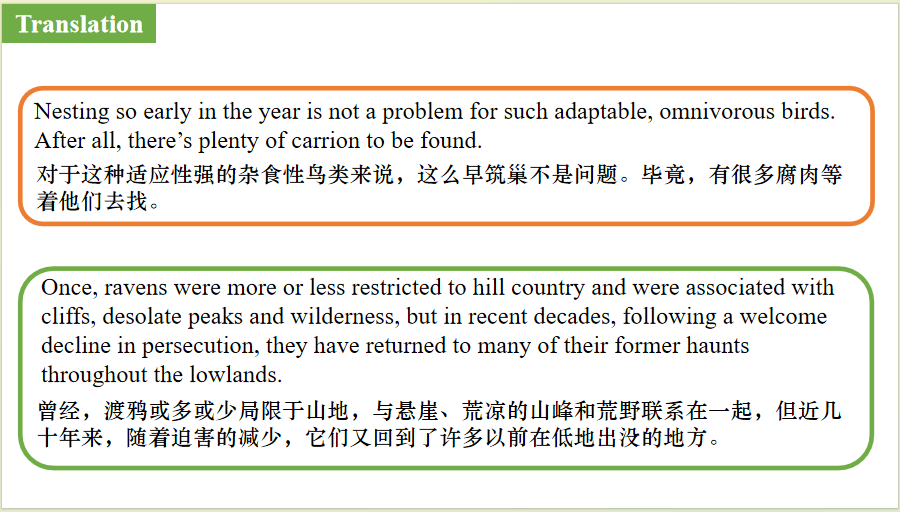 Translation
Nesting so early in the year is not a problem for such adaptable, omnivorous birds.
After all, there's plenty of carrion to be found.
对于这种适应性强的杂食性鸟类来说，这么早筑巢不是问题。毕竟，有很多腐肉等
着他们去找。
Once, ravens were more or less restricted to hill country and were associated with
cliffs, desolate peaks and wilderness, but in recent decades, following a welcome
decline in persecution, they have returned to many of their former haunts
throughout the lowlands.
曾经，渡鸦或多或少局限于山地，与悬崖、荒凉的山峰和荒野联系在一起，但近几
十年来，随着迫害的减少，它们又回到了许多以前在低地出没的地方。